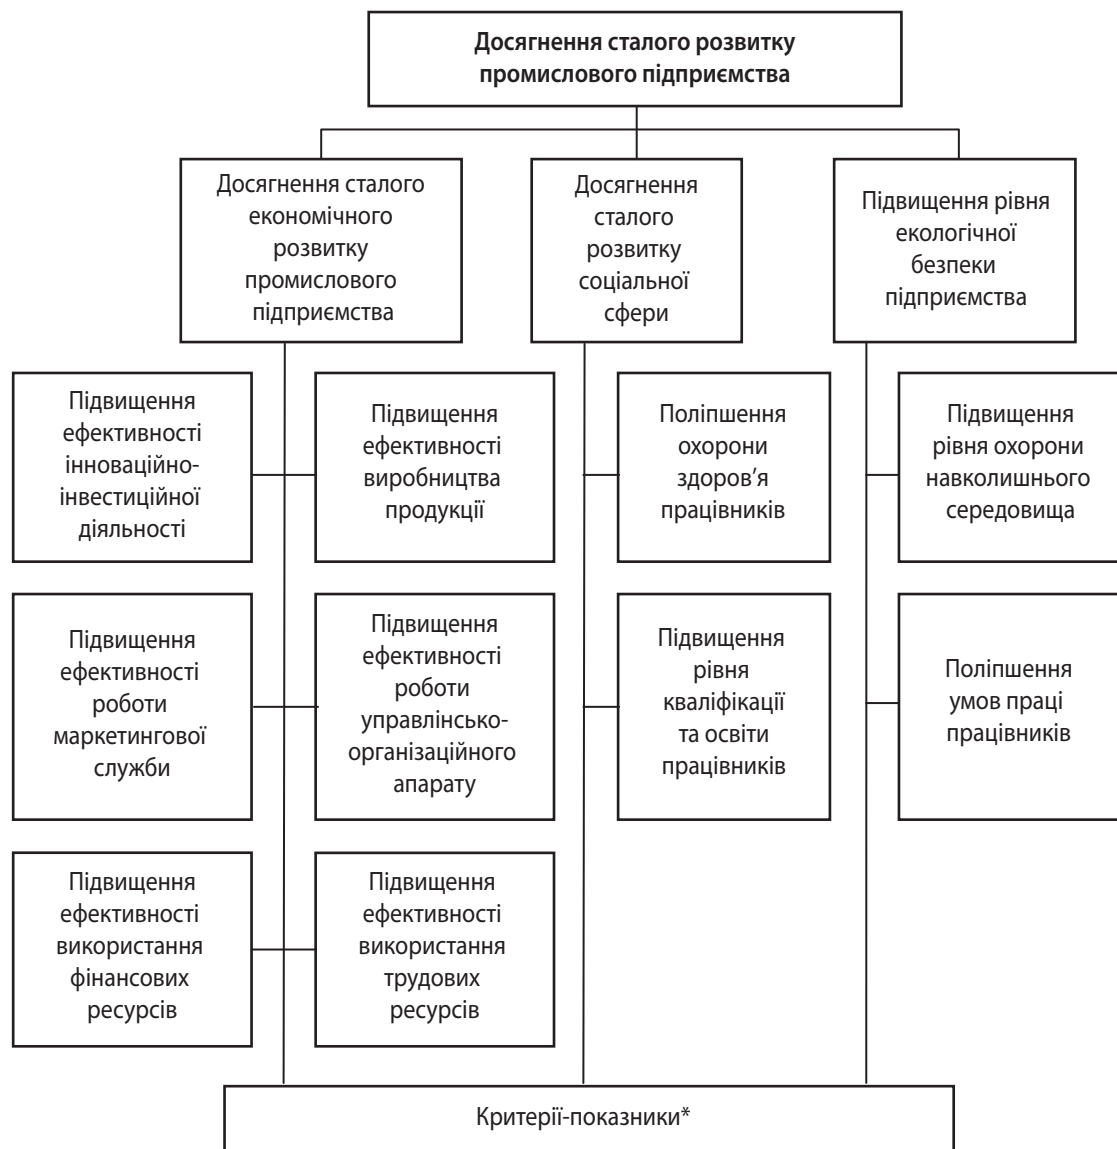 Досягнення сталого розвитку
промислового підприємства
Досягнення сталого
економічного
розвитку
промислового
підприємства
Досягнення
сталого
розвитку
соціальної
сфери
Підвищення рівня
екологічної
безпеки
підприємства
Підвищення
ефективності
інноваційно-
інвестиційної
діяльності
Підвищення
ефективності
виробництва
продукції
Поліпшення
охорони
здоров’я
працівників
Підвищення
рівня охорони
навколишнього
середовища
Підвищення
ефективності
роботи
маркетингової
служби
Підвищення
ефективності
роботи
управлінсько-
організаційного
апарату
Підвищення
рівня
кваліфікації
та освіти
працівників
Поліпшення
умов праці
працівників
Підвищення
ефективності
використання
фінансових
ресурсів
Підвищення
ефективності
використання
трудових
ресурсів
Критерії-показники*